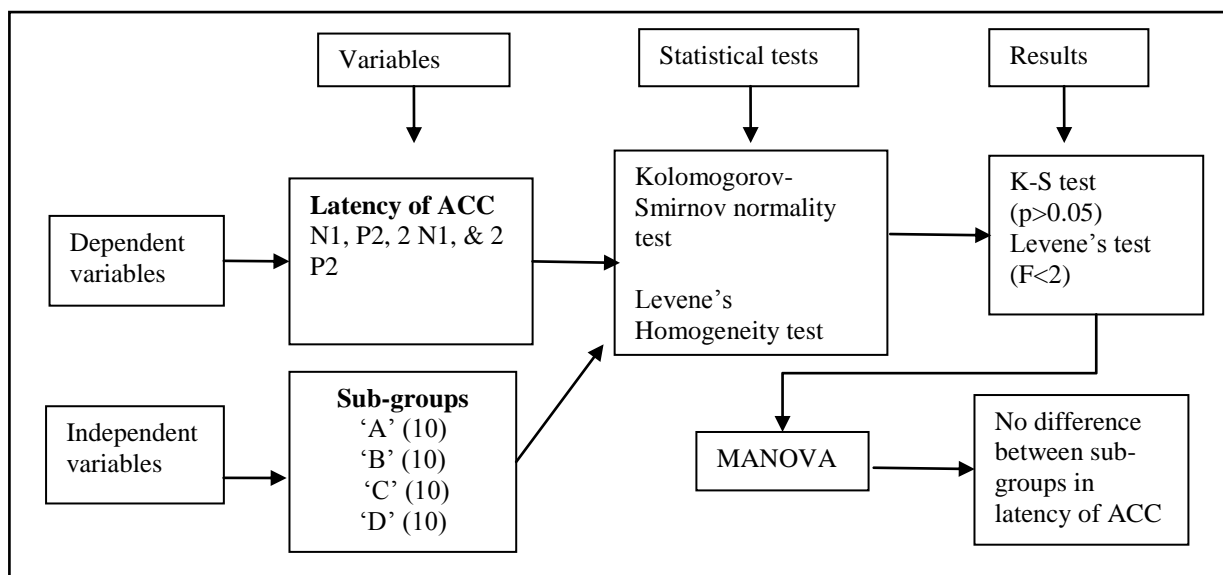 Variables
Statistical tests
Results
Dependent
variables
Latency of ACC
N1, P2, 2 N1, & 2
P2
Kolomogorov-
Smirnov normality
test
Levene’s
Homogeneity test
K-S test
(p>0.05)
Levene’s test
(F<2)
Independent
variables
Sub-groups
‘A’ (10)
‘B’ (10)
‘C’ (10)
‘D’ (10)
MANOVA
No difference
between sub-
groups in
latency of ACC